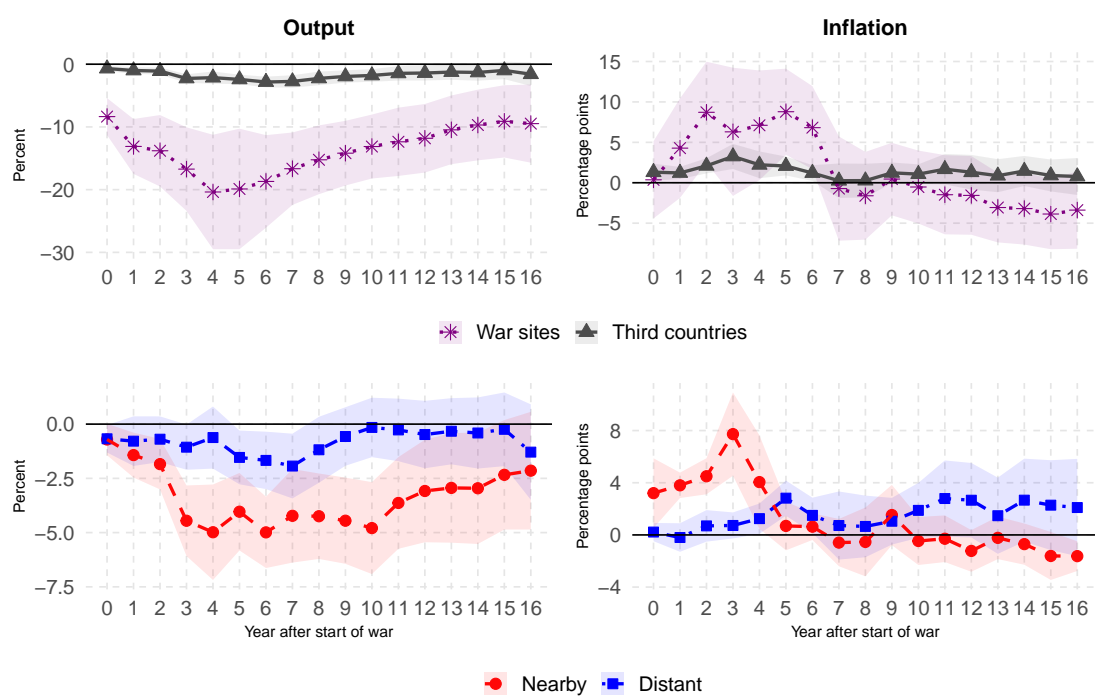 Output
Inflation
Percent
0
−10
−20
−30
0 1 2 3 4 5 6 7 8 9 10 11 12 13 14 15 16
Percentage points
15
10
5
0
−5
0 1 2 3 4 5 6 7 8 9 10 11 12 13 14 15 16
War sites Third countries
Percent
0.0
−2.5
−5.0
−7.5
0 1 2 3 4 5 6 7 8 9 10 11 12 13 14 15 16
Year after start of war
Percentage points
8
4
0
−4
0 1 2 3 4 5 6 7 8 9 10 11 12 13 14 15 16
Year after start of war
Nearby Distant